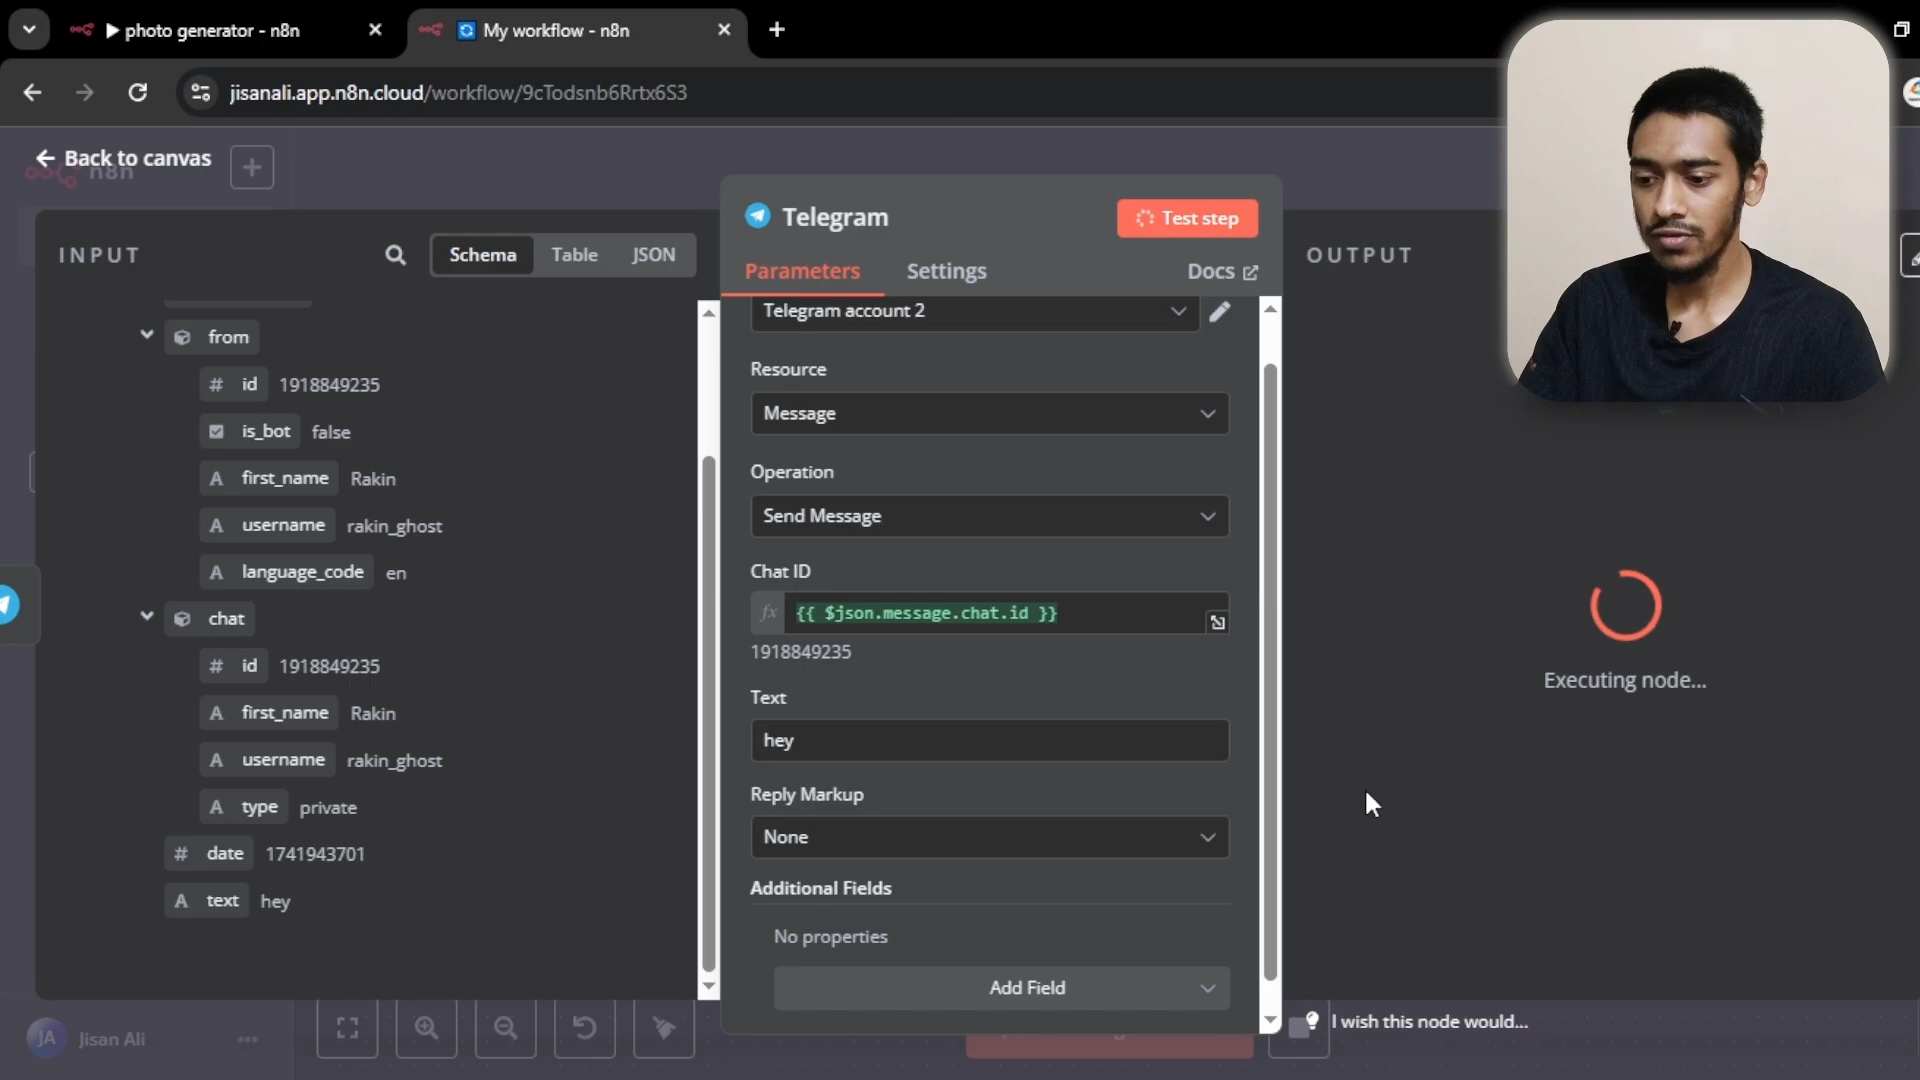 photo generator - n8n
My workflow - n8n
jisanali.app.n8n.cloud/workflow/9cTodsnb6Rrtx6S3
Back to canvas
n8n
INPUT
Schema
Table
JSON
from
# id 1918849235
is_bot false
A first_name Rakin
A username rakin_ghost
A language_code en
chat
# id 1918849235
A first_name Rakin
A username rakin_ghost
A type private
# date 1741943701
A text hey
JA Jisan Ali
Telegram
Test step
Parameters
Settings
Docs
Telegram account 2
Resource
Message
Operation
Send Message
Chat ID
fx {{ $json.message.chat.id }}
1918849235
Text
hey
Reply Markup
None
Additional Fields
No properties
Add Field
OUTPUT
Executing node...
I wish this node would...